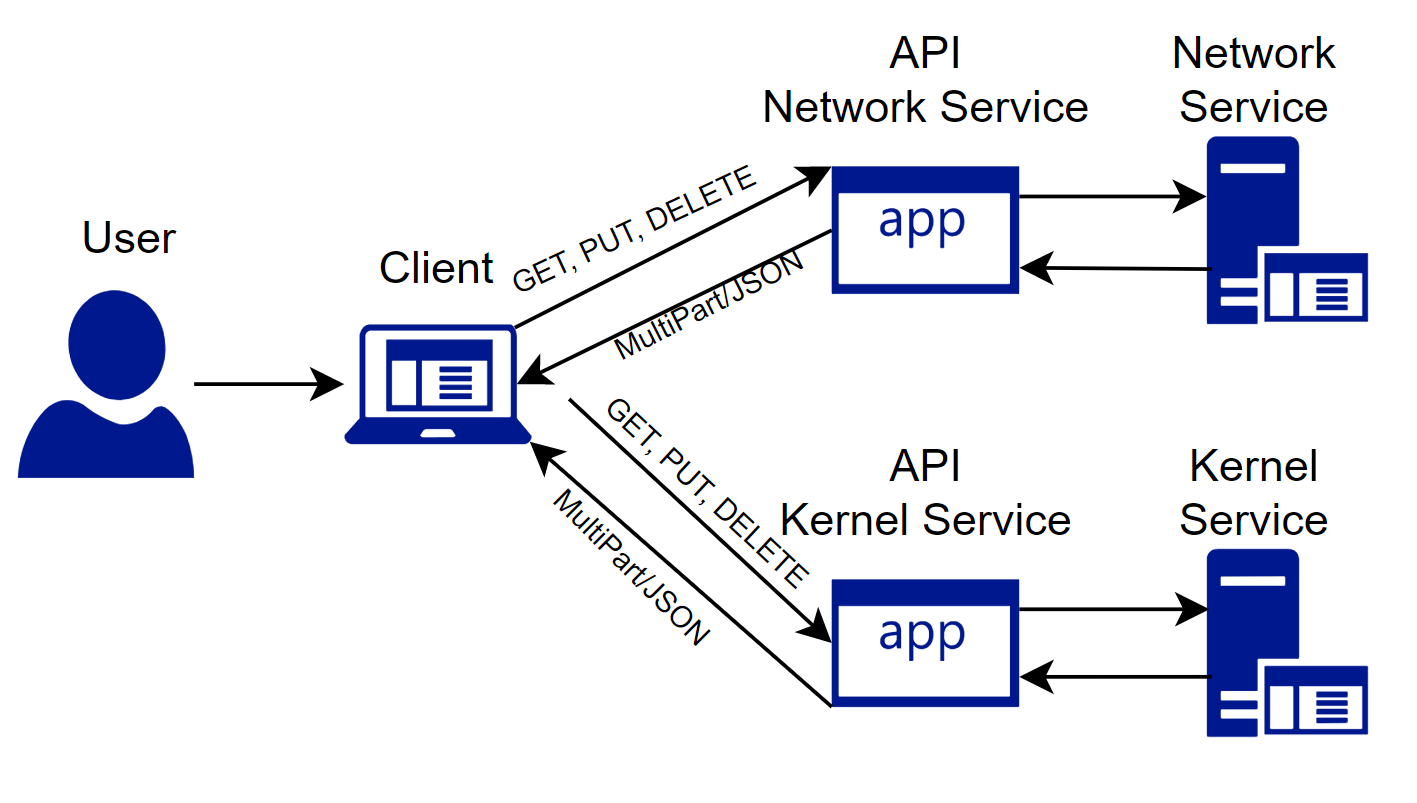 API
Network Service
Network
Service
app
GET, PUT, DELETE
MultiPart/JSON
User
Client
GET, PUT, DELETE
MultiPart/JSON
API
Kernel Service
Kernel
Service
app